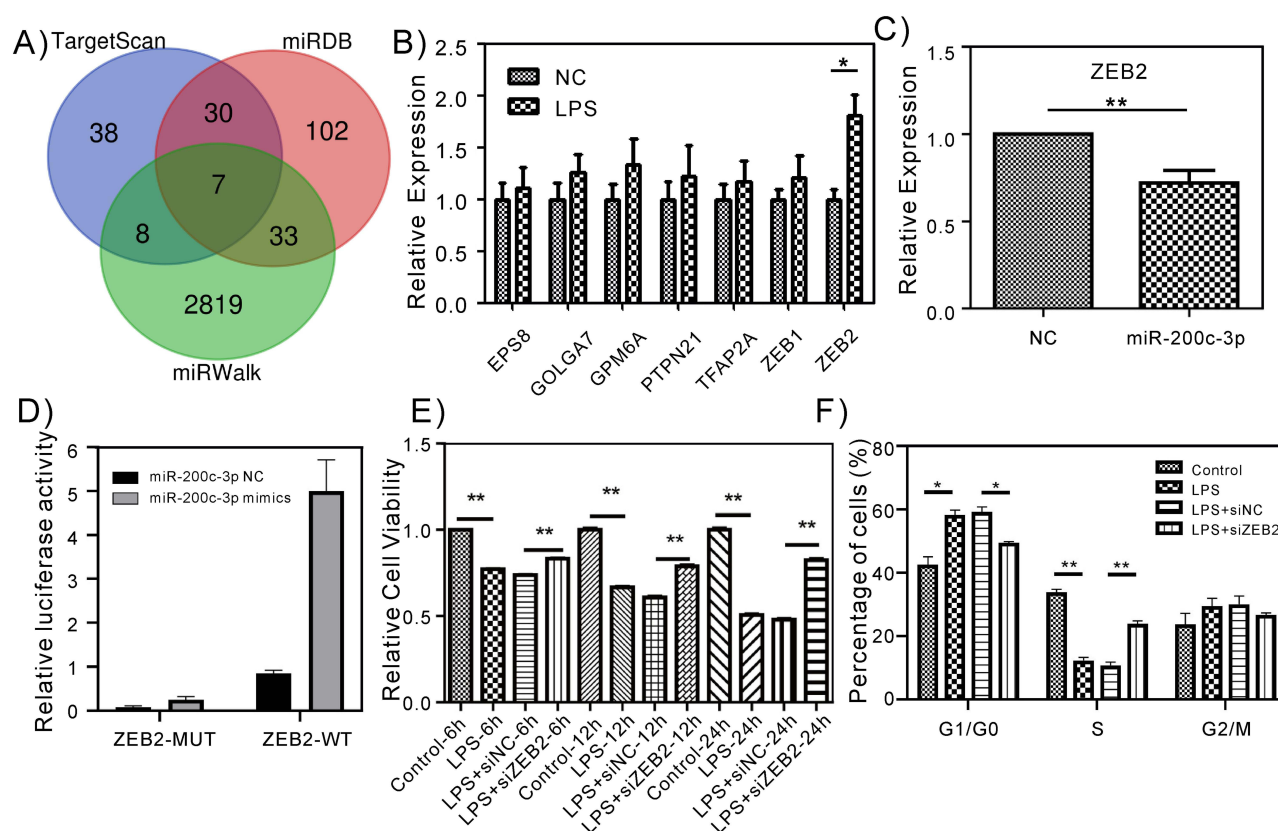 A)
TargetScan
miRDB
38
30
102
7
8
33
2819
miRWalk
B)
Relative Expression
2.5
2.0
1.5
1.0
0.5
0.0
NC
LPS
*
EPS8
GOLGA7
GPM6A
PTPN21
TFAP2A
ZEB1
ZEB2
C)
Relative Expression
1.5
1.0
0.5
0.0
ZEB2
**
NC
miR-200c-3p
D)
Relative luciferase activity
6
5
4
3
2
1
0
miR-200c-3p NC
miR-200c-3p mimics
ZEB2-MUT
ZEB2-WT
E)
Relative Cell Viability
1.5
1.0
0.5
0.0
**
**
**
**
**
**
Control-6h
LPS-6h
LPS+siNC-6h
LPS+siZEB2-6h
Control-12h
LPS-12h
LPS+siNC-12h
LPS+siZEB2-12h
Control-24h
LPS-24h
LPS+siNC-24h
LPS+siZEB2-24h
F)
Percentage of cells (%)
80
60
40
20
0
Control
LPS
LPS+siNC
LPS+siZEB2
*
*
**
**
G1/G0
S
G2/M